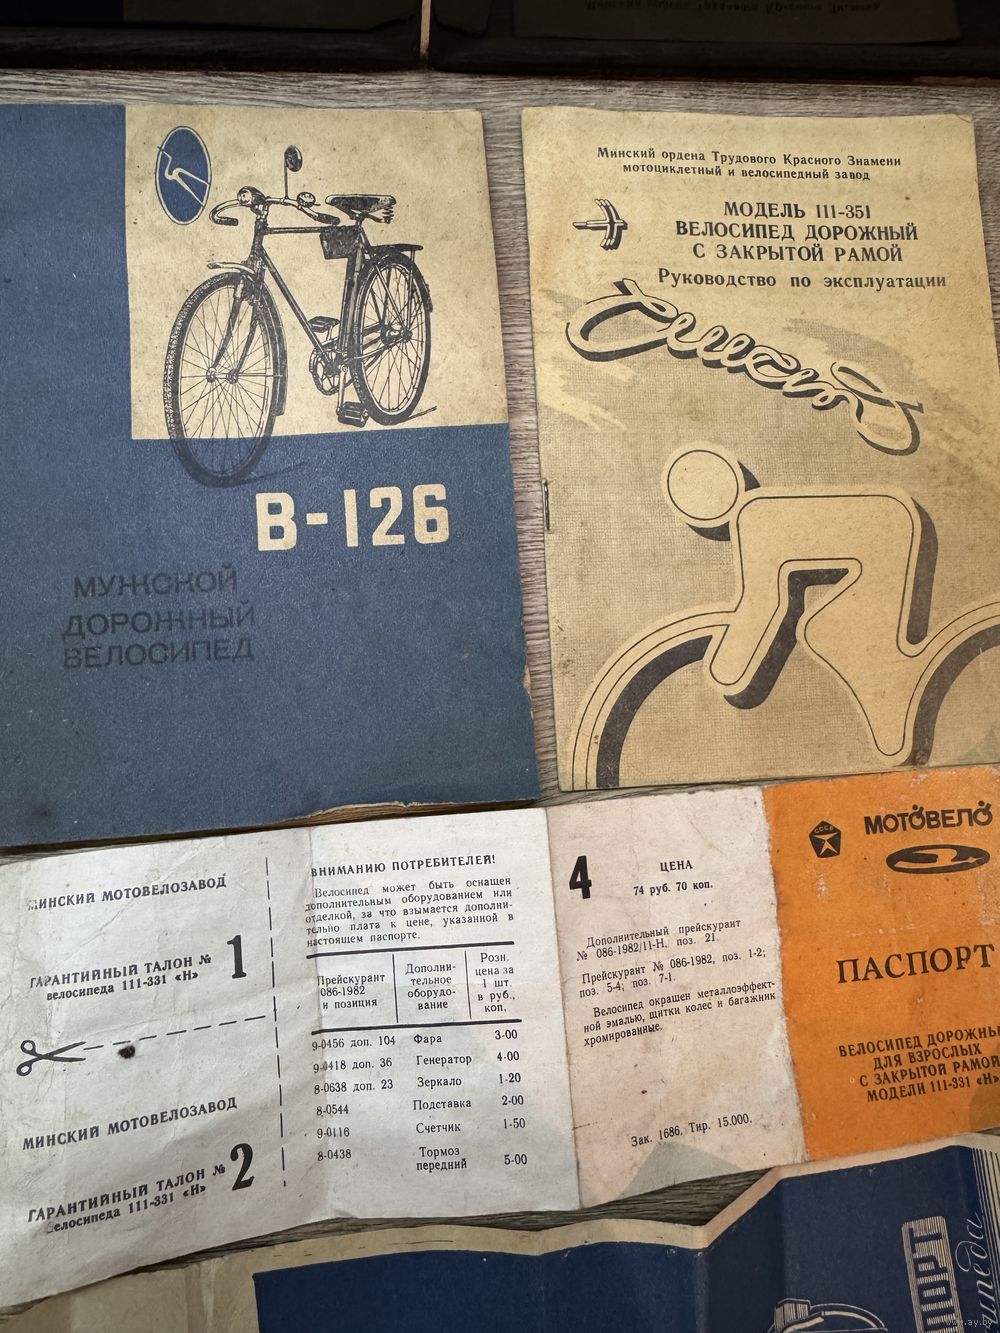 В-126
МУЖСКОЙ
ДОРОЖНЫЙ
ВЕЛОСИПЕД
Минский ордена Трудового Красного Знамени
мотоциклетный и велосипедный завод
МОДЕЛЬ 111-351
ВЕЛОСИПЕД ДОРОЖНЫЙ
С ЗАКРЫТОЙ РАМОЙ
Руководство по эксплуатации
МИНСКИЙ МОТОВЕЛОЗАВОД
ГАРАНТИЙНЫЙ ТАЛОН № 1
велосипеда 111-331 «Н»
МИНСКИЙ МОТОВЕЛОЗАВОД
ГАРАНТИЙНЫЙ ТАЛОН № 2
велосипеда 111-331 «Н»
ВНИМАНИЮ ПОТРЕБИТЕЛЕЙ!
Велосипед может быть оснащен
дополнительным оборудованием или
отделкой, за что взымается дополни-
тельно плата к цене, указанной в
настоящем паспорте.
Прейскурант
086-1982
и позиция
Дополни-
тельное
оборудо-
вание
Розн.
цена за
1 шт.
в руб.,
коп.
9-0456 доп. 104 Фара 3-00
9-0418 доп. 36 Генератор 4-00
8-0638 доп. 23 Зеркало 1-20
8-0544 Подставка 2-00
9-0116 Счетчик 1-50
8-0438 Тормоз
передний 5-00
4
ЦЕНА
74 руб. 70 коп.
Дополнительный прейскурант
№ 086-1982/11-Н, поз. 21.
Прейскурант № 086-1982, поз. 1-2;
поз. 5-4; поз. 7-1.
Велосипед окрашен металлоэффект-
ной эмалью, щитки колес и багажник
хромированные.
Зак. 1686. Тир. 15.000.
СССР
МОТОВЕЛО
ПАСПОРТ
ВЕЛОСИПЕД ДОРОЖНЫ
ДЛЯ ВЗРОСЛЫХ
С ЗАКРЫТОЙ РАМОЙ
МОДЕЛИ 111-331 «Н»
ПОРТ
www.ay.by